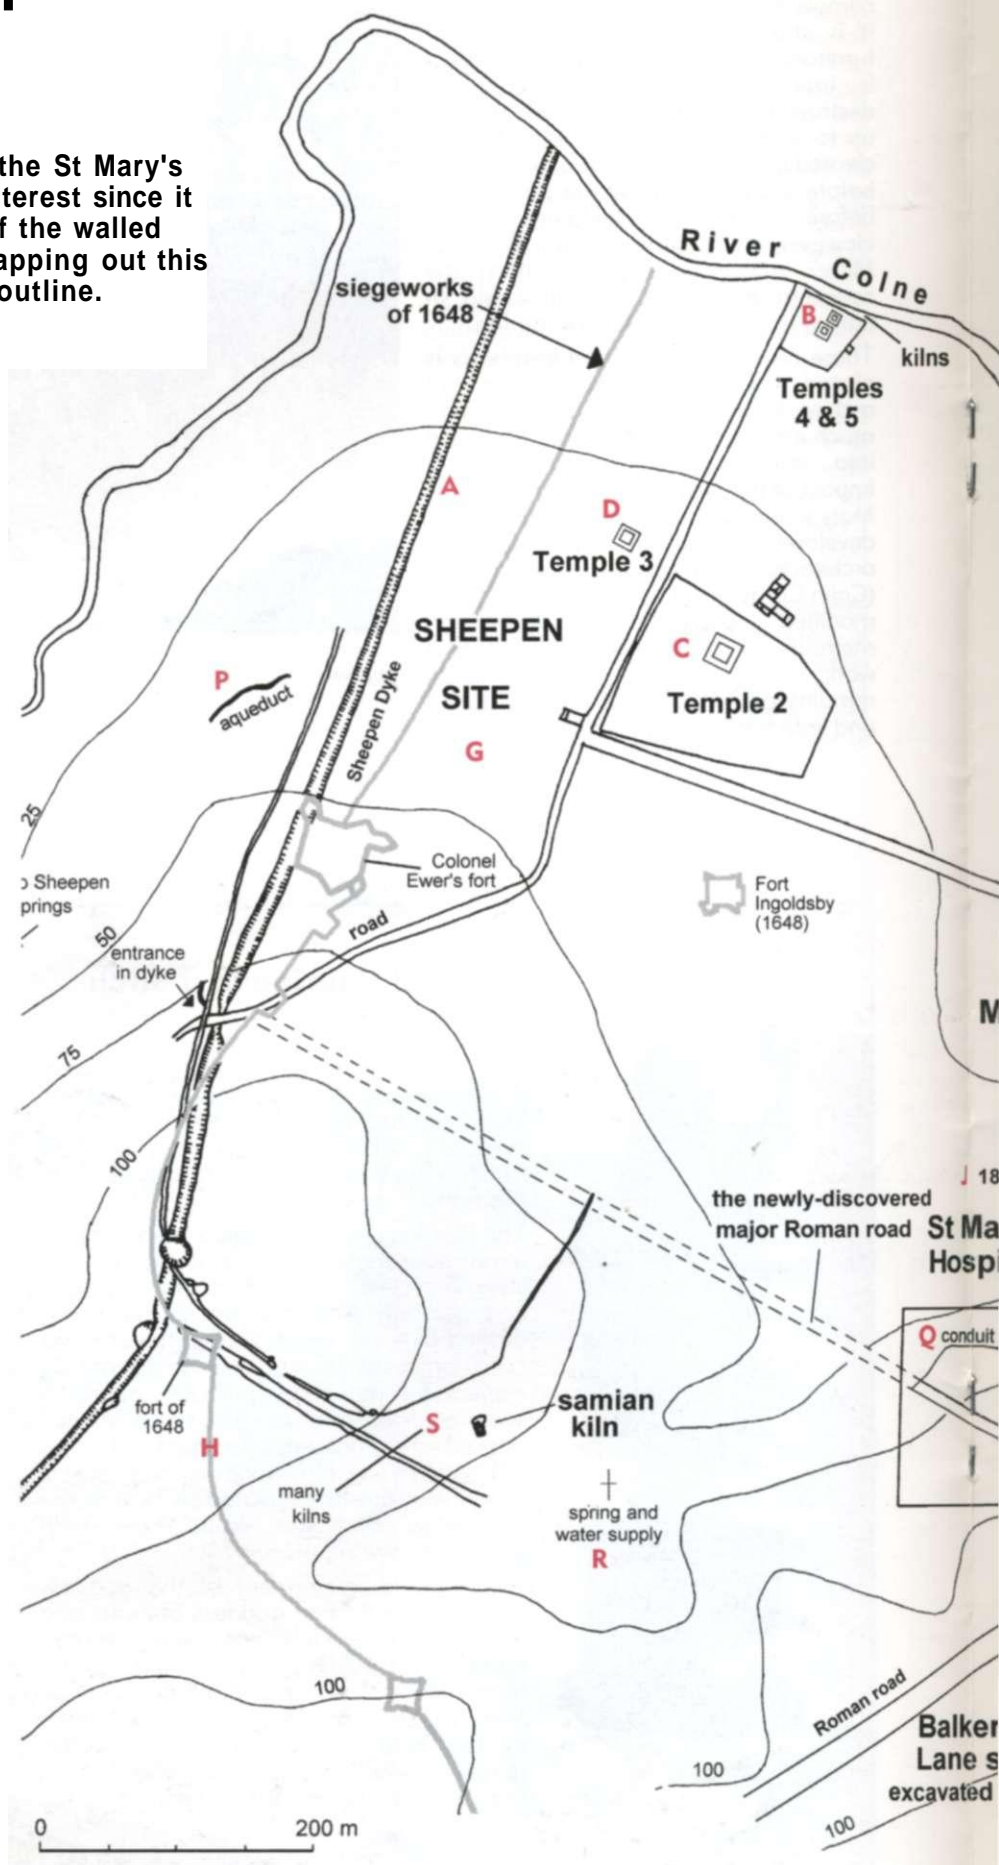 the St Mary's
terest since it
f the walled
apping out this
outline.
River Colne
siegeworks
of 1648
B
kilns
Temples
4 & 5
A
D
Temple 3
SHEEPEN
SITE
C
Temple 2
P
aqueduct
Sheepen Dyke
G
25
Colonel
Ewer's fort
Fort
Ingoldsby
(1648)
Sheepen
prings
50
road
entrance
in dyke
M
75
100
J 18
the newly-discovered
major Roman road
St Ma
Hospi
Q conduit
fort of
1648
samian
kiln
S
H
many
kilns
spring and
water supply
R
100
Roman road
Balker
Lane s
excavated
100
100
0 200 m